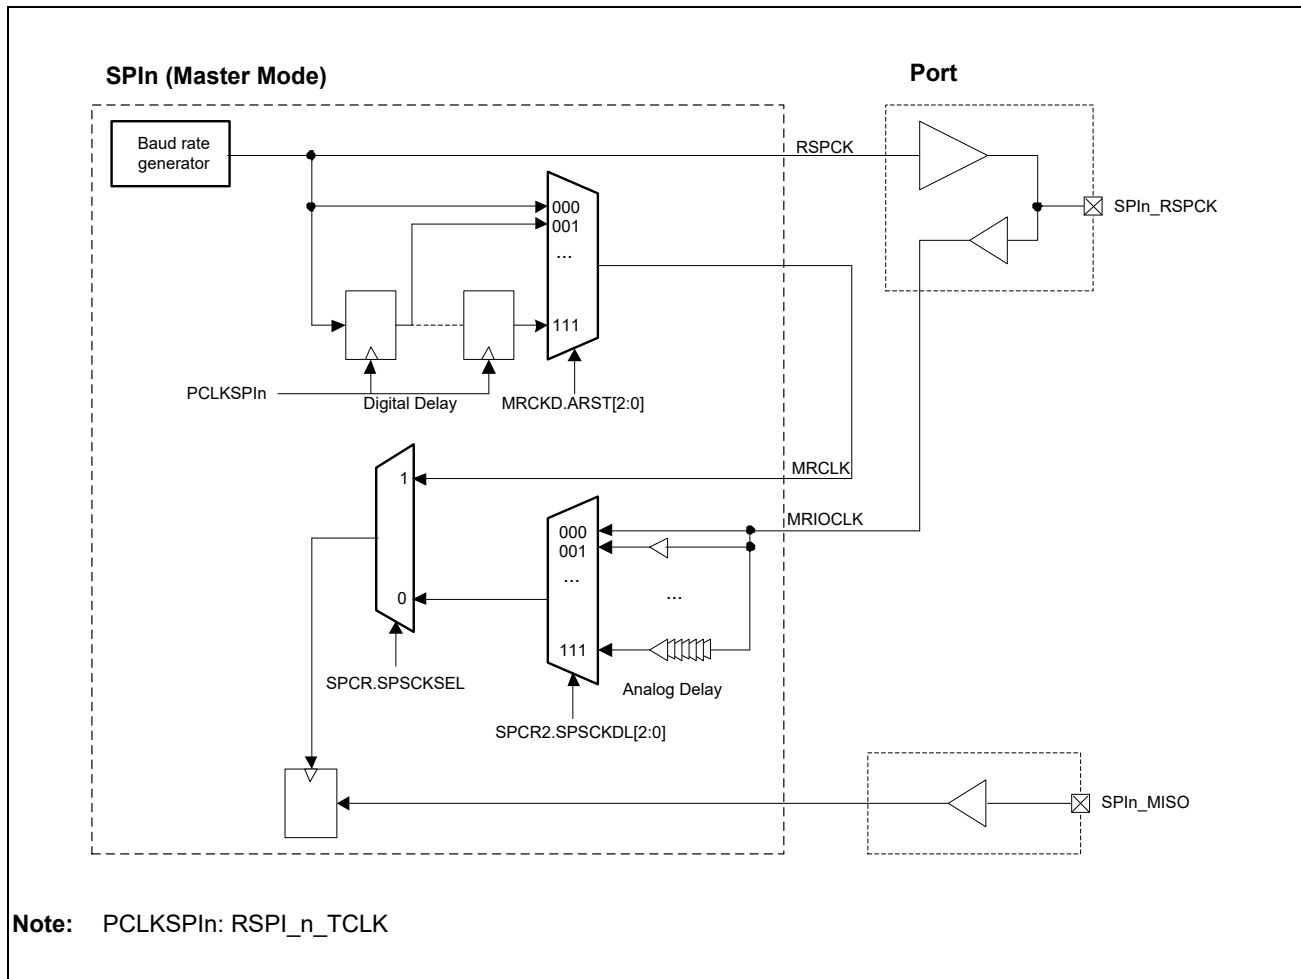 SPIn (Master Mode)
Port
Baud rate
generator
RSPCK
000
001
...
111
SPIn_RSPCK
PCLKSPIn
Digital Delay
MRCKD.ARST[2:0]
MRCLK
1
0
MRIOCLK
000
001
...
...
111
SPCR.SPSCKSEL
Analog Delay
SPCR2.SPSCKDL[2:0]
SPIn_MISO
Note: PCLKSPIn: RSPI_n_TCLK